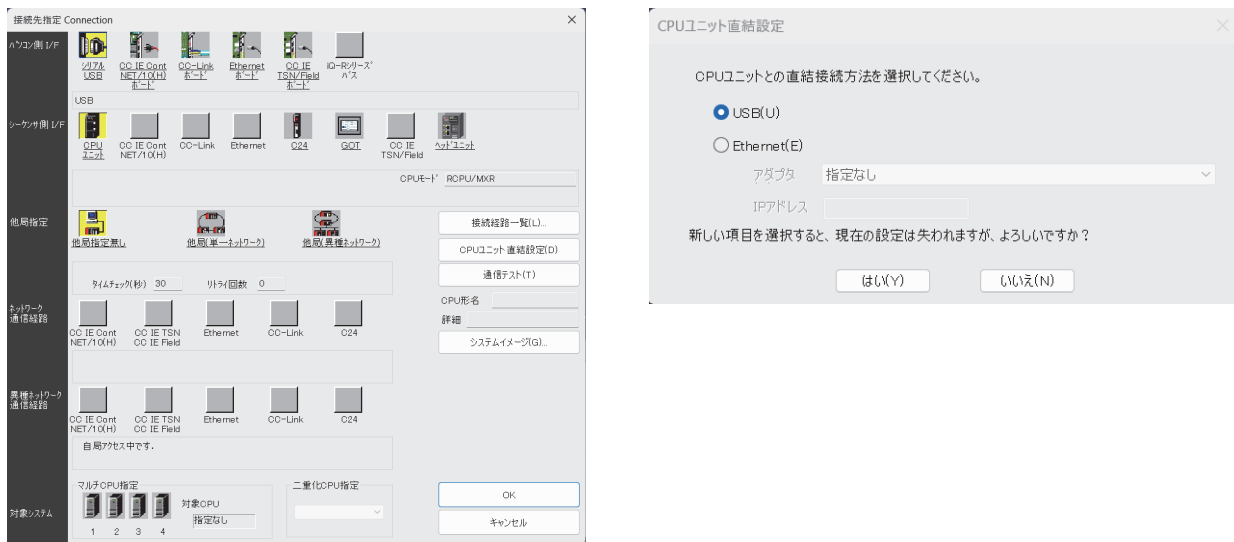 接続先指定 Connection
パソコン側 I/F
シリアル
USB
CC IE Cont
NET/10(H)
ボード
CC-Link
ボード
Ethernet
ボード
CC IE
TSN/Field
ボード
iQ-Rシリーズ
バス
USB
シーケンサ側 I/F
CPU
ユニット
CC IE Cont
NET/10(H)
CC-Link
Ethernet
C24
GOT
CC IE
TSN/Field
ヘッドユニット
CPUモード RCPU/MXR
他局指定
他局指定無し
他局(単一ネットワーク)
他局(異種ネットワーク)
タイムチェック(秒) 30 リトライ回数 0
接続経路一覧(L)...
CPUユニット直結設定(D)
通信テスト(T)
CPU形名
詳細
システムイメージ(G)...
ネットワーク
通信経路
CC IE Cont
NET/10(H)
CC IE TSN
CC IE Field
Ethernet
CC-Link
C24
異種ネットワーク
通信経路
CC IE Cont
NET/10(H)
CC IE TSN
CC IE Field
Ethernet
CC-Link
C24
自局アクセス中です.
対象システム
マルチCPU指定
1 2 3 4
対象CPU
指定なし
二重化CPU指定
OK
キャンセル
CPUユニット直結設定
CPUユニットとの直結接続方法を選択してください。
USB(U)
Ethernet(E)
アダプタ 指定なし
IPアドレス
新しい項目を選択すると、現在の設定は失われますが、よろしいですか？
はい(Y) いいえ(N)